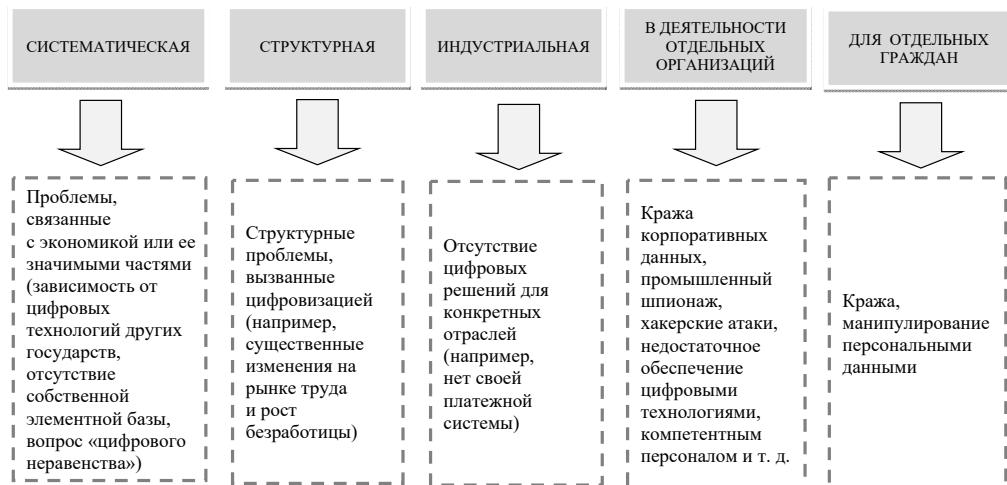 СИСТЕМАТИЧЕСКАЯ
СТРУКТУРНАЯ
ИНДУСТРИАЛЬНАЯ
В ДЕЯТЕЛЬНОСТИ
ОТДЕЛЬНЫХ
ОРГАНИЗАЦИЙ
ДЛЯ ОТДЕЛЬНЫХ
ГРАЖДАН
Проблемы,
связанные
с экономикой или ее
значимыми частями
(зависимость от
цифровых
технологий других
государств,
отсутствие
собственной
элементной базы,
вопрос «цифрового
неравенства»)
Структурные
проблемы,
вызванные
цифровизацией
(например,
существенные
изменения на
рынке труда
и рост
безработицы)
Отсутствие
цифровых
решений для
конкретных
отраслей
(например,
нет своей
платежной
системы)
Кража
корпоративных
данных,
промышленный
шпионаж,
хакерские атаки,
недостаточное
обеспечение
цифровыми
технологиями,
компетентным
персоналом и т. д.
Кража,
манипулирование
персональными
данными